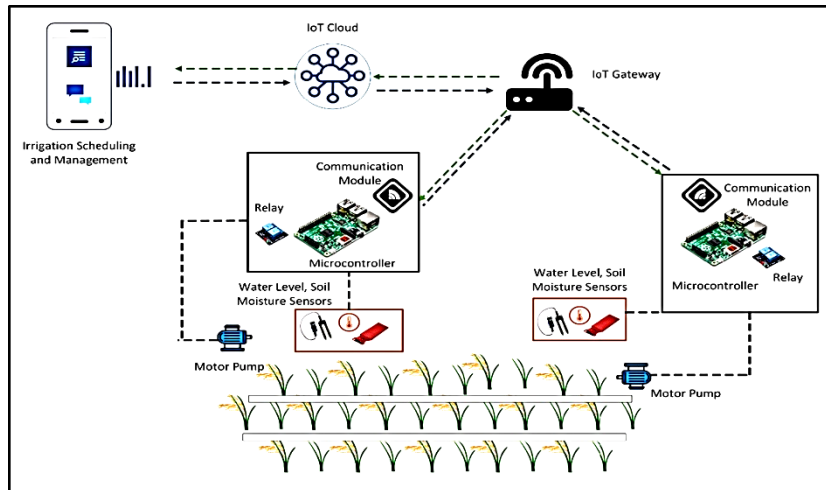 IoT Cloud
IoT Gateway
Irrigation Scheduling
and Management
Communication
Module
Relay
Microcontroller
Water Level, Soil
Moisture Sensors
Motor Pump
Communication
Module
Relay
Microcontroller
Water Level, Soil
Moisture Sensors
Motor Pump